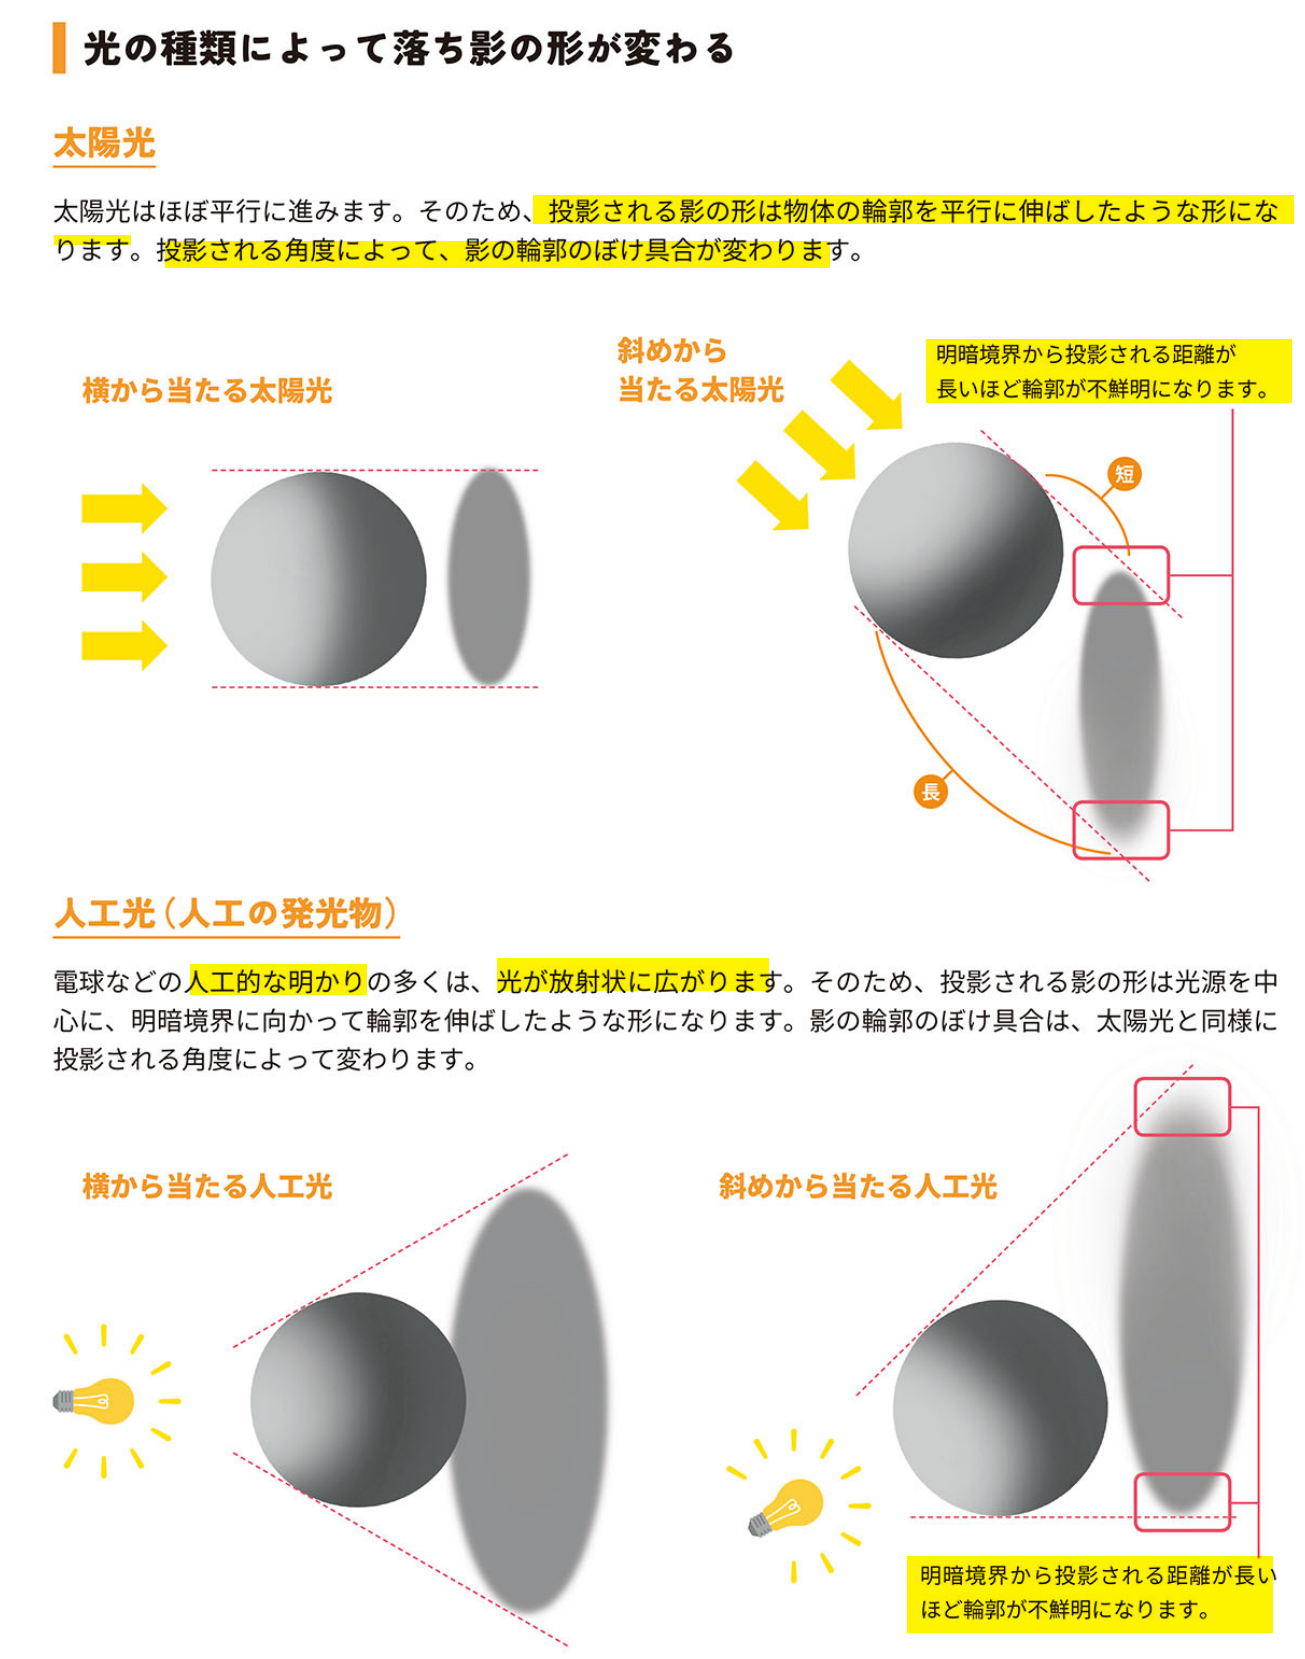 光の種類によって落ち影の形が変わる
太陽光
太陽光はほぼ平行に進みます。そのため、投影される影の形は物体の輪郭を平行に伸ばしたような形にな
ります。投影される角度によって、影の輪郭のぼけ具合が変わります。
横から当たる太陽光
斜めから
当たる太陽光
明暗境界から投影される距離が
長いほど輪郭が不鮮明になります。
短
長
人工光（人工の発光物）
電球などの人工的な明かりの多くは、光が放射状に広がります。そのため、投影される影の形は光源を中
心に、明暗境界に向かって輪郭を伸ばしたような形になります。影の輪郭のぼけ具合は、太陽光と同様に
投影される角度によって変わります。
横から当たる人工光
斜めから当たる人工光
明暗境界から投影される距離が長い
ほど輪郭が不鮮明になります。